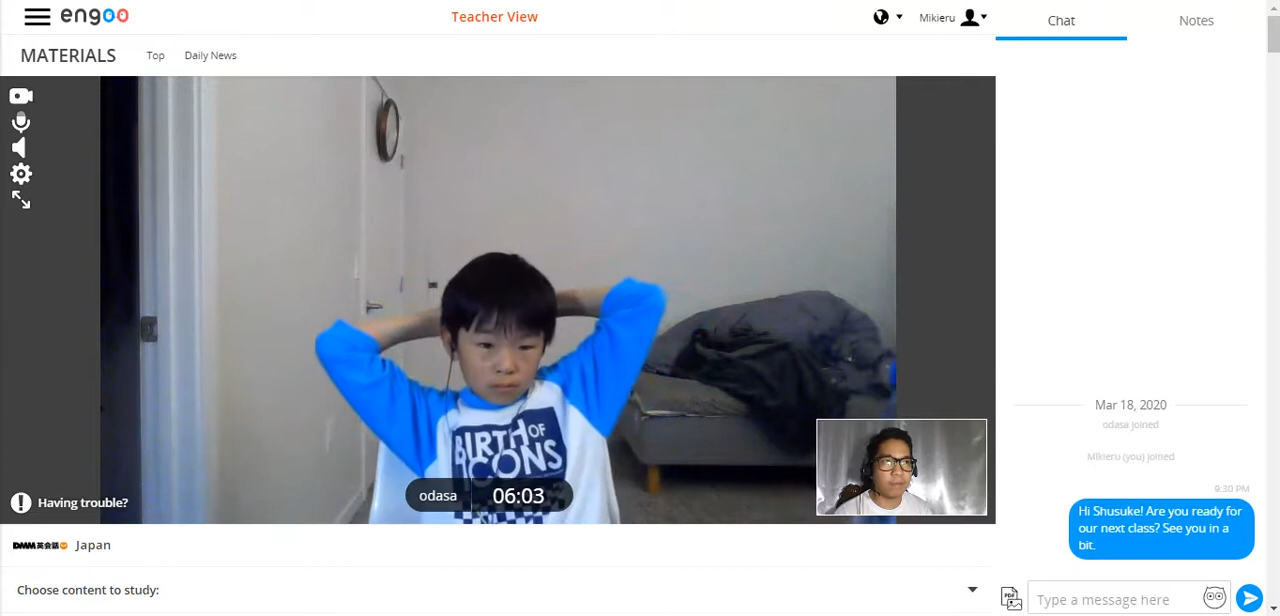 engoo
Teacher View
Mikieru
Chat
Notes
MATERIALS
Top
Daily News
BIRTH OF
ICONS
odasa
06:03
Having trouble?
Mar 18, 2020
odasa joined
Mikieru (you) joined
9:30 PM
Hi Shusuke! Are you ready for
our next class? See you in a
bit.
DMM英会話
Japan
Choose content to study:
PDF
Type a message here